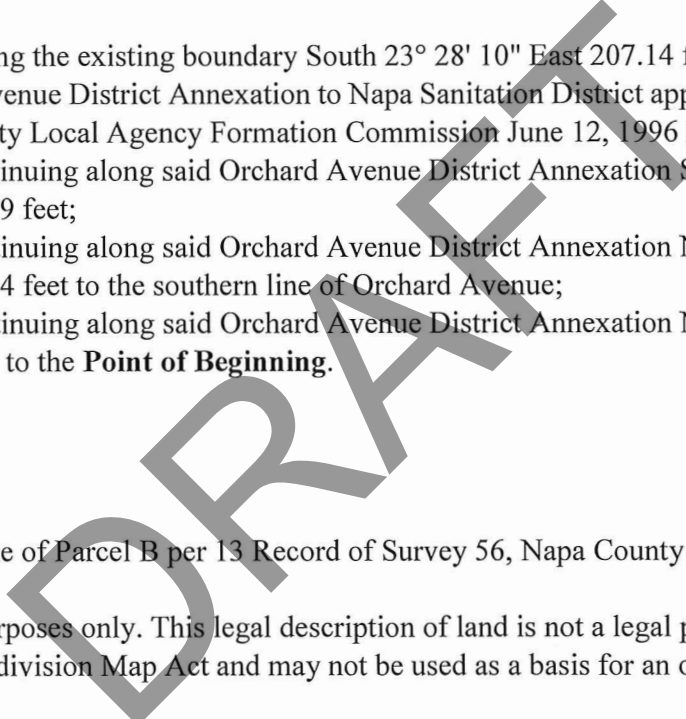 ng the existing boundary South 23° 28' 10" East 207.14 f
venue District Annexation to Napa Sanitation District app
ty Local Agency Formation Commission June 12, 1996
inuing along said Orchard Avenue District Annexation S
9 feet;
inuing along said Orchard Avenue District Annexation N
4 feet to the southern line of Orchard Avenue;
tinuing along said Orchard Avenue District Annexation N
to the Point of Beginning.
e of Parcel B per 13 Record of Survey 56, Napa County
rposes only. This legal description of land is not a legal p
division Map Act and may not be used as a basis for an o
DRAFT